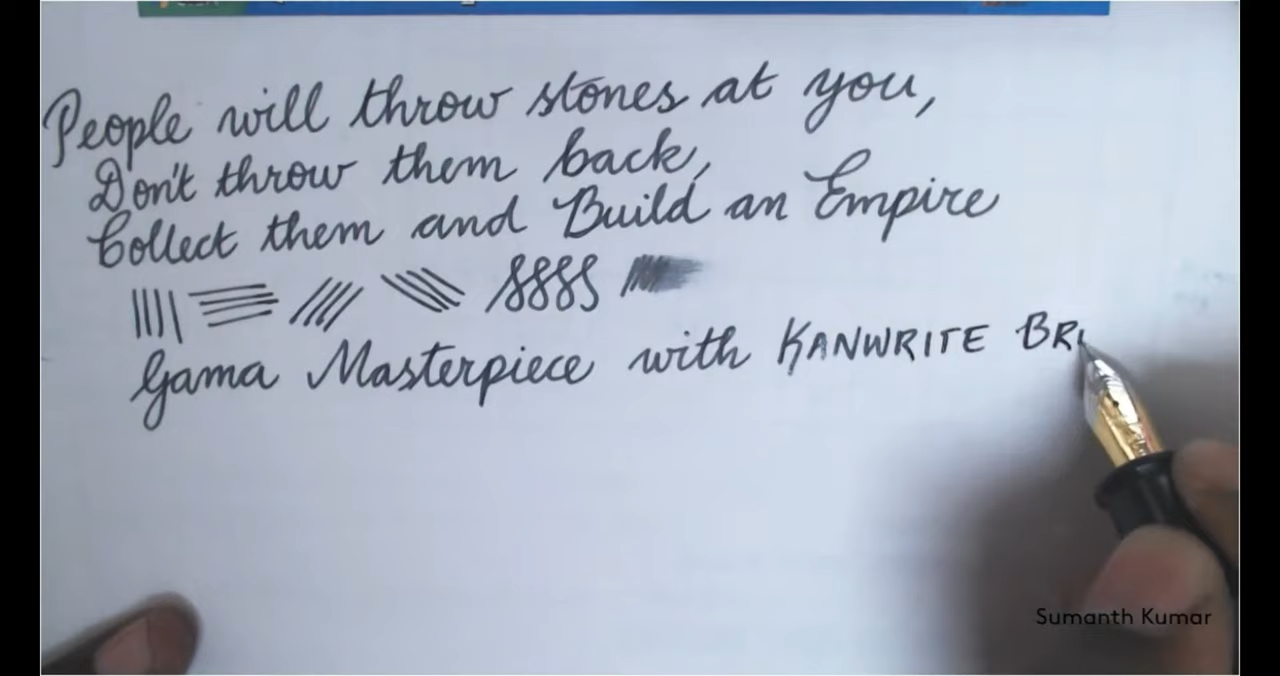 People will throw stones at you,
Don't throw them back,
Collect them and Build an Empire
Gama Masterpiece with KANWRITE BRI
Sumanth Kumar